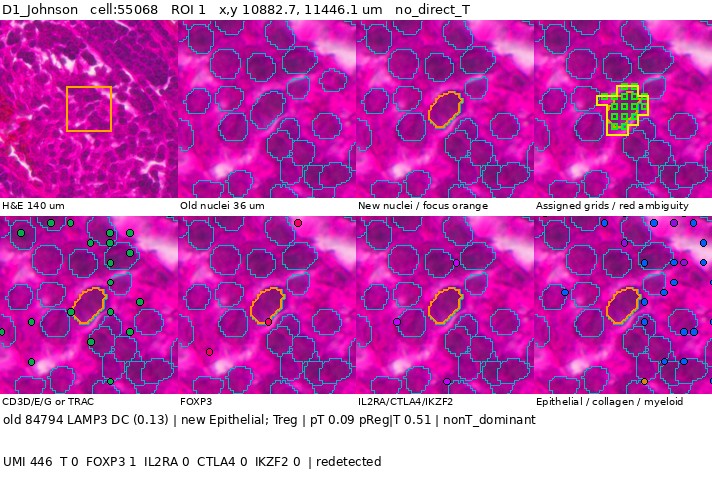 D1_Johnson   cell:55068   ROI 1   x,y 10882.7, 11446.1 um   no_direct_T
H&E 140 um
Old nuclei 36 um
New nuclei / focus orange
Assigned grids / red ambiguity
CD3D/E/G or TRAC
FOXP3
IL2RA/CTLA4/IKZF2
Epithelial / collagen / myeloid
old 84794 LAMP3 DC (0.13) | new Epithelial; Treg | pT 0.09 pReg|T 0.51 | nonT_dominant
UMI 446  T 0  FOXP3 1  IL2RA 0  CTLA4 0  IKZF2 0  | redetected